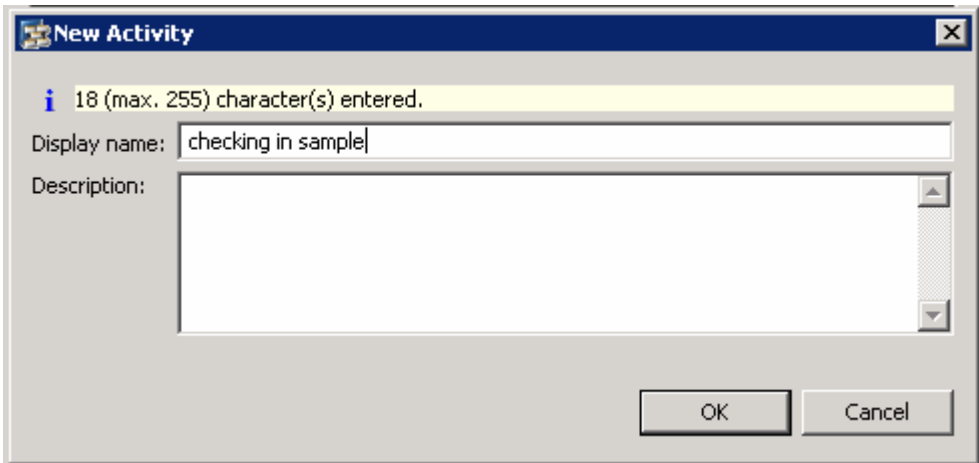 New Activity
18 (max. 255) character(s) entered.
Display name: checking in sample
Description:
OK Cancel